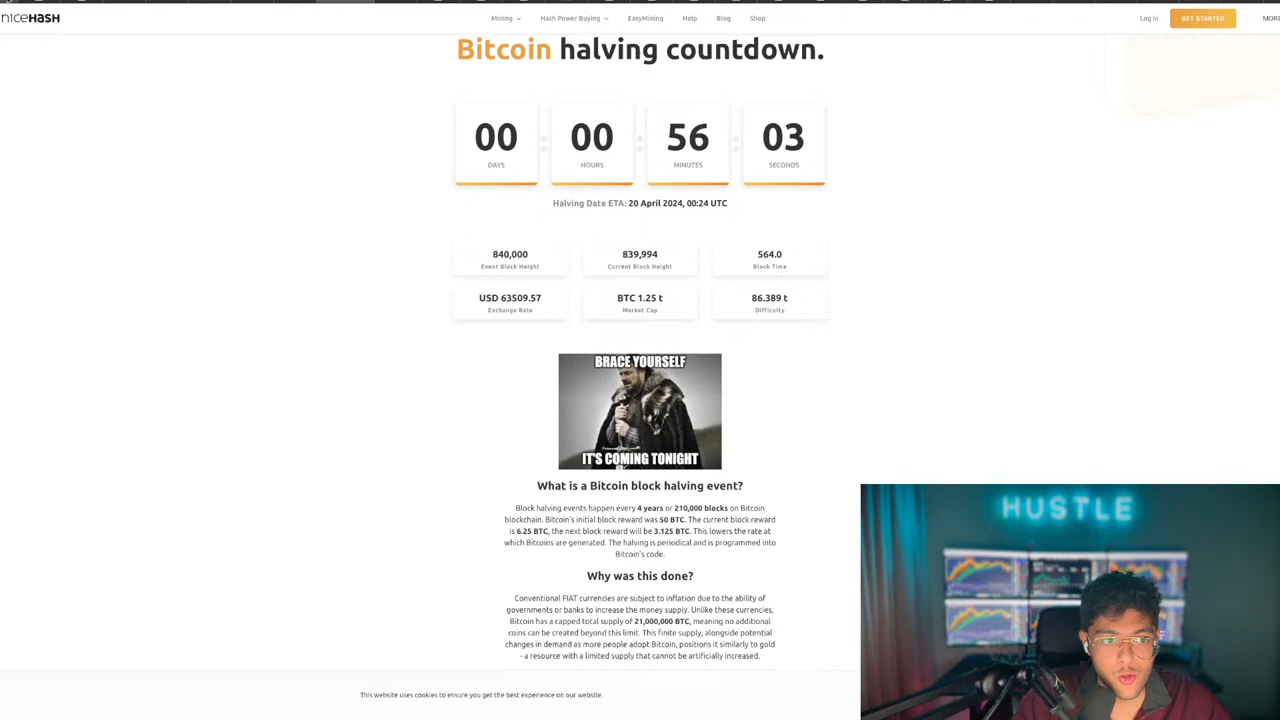 niceHasH
Mining
Hash Power Buying
EasyMining
Help
Blog
Shop
Log in
GET STARTED
MORE
Bitcoin halving countdown.
00
00
56
03
DAYS
HOURS
MINUTES
SECONDS
Halving Date ETA: 20 April 2024, 00:24 UTC
840,000
839,994
564.0
Event Block Height
Current Block Height
Block Time
USD 63509.57
BTC 1.25 t
86.389 t
Exchange Rate
Market Cap
Difficulty
BRACE YOURSELF
IT'S COMING TONIGHT
What is a Bitcoin block halving event?
Block halving events happen every 4 years or 210,000 blocks on Bitcoin
blockchain. Bitcoin's initial block reward was 50 BTC. The current block reward
is 6.25 BTC, the next block reward will be 3.125 BTC. This lowers the rate at
which Bitcoins are generated. The halving is periodical and is programmed into
Bitcoin's code.
Why was this done?
Conventional FIAT currencies are subject to inflation due to the ability of
governments or banks to increase the money supply. Unlike these currencies,
Bitcoin has a capped total supply of 21,000,000 BTC, meaning no additional
coins can be created beyond this limit. This finite supply, alongside potential
changes in demand as more people adopt Bitcoin, positions it similarly to gold
- a resource with a limited supply that cannot be artificially increased.
This website uses cookies to ensure you get the best experience on our website.
HUSTLE